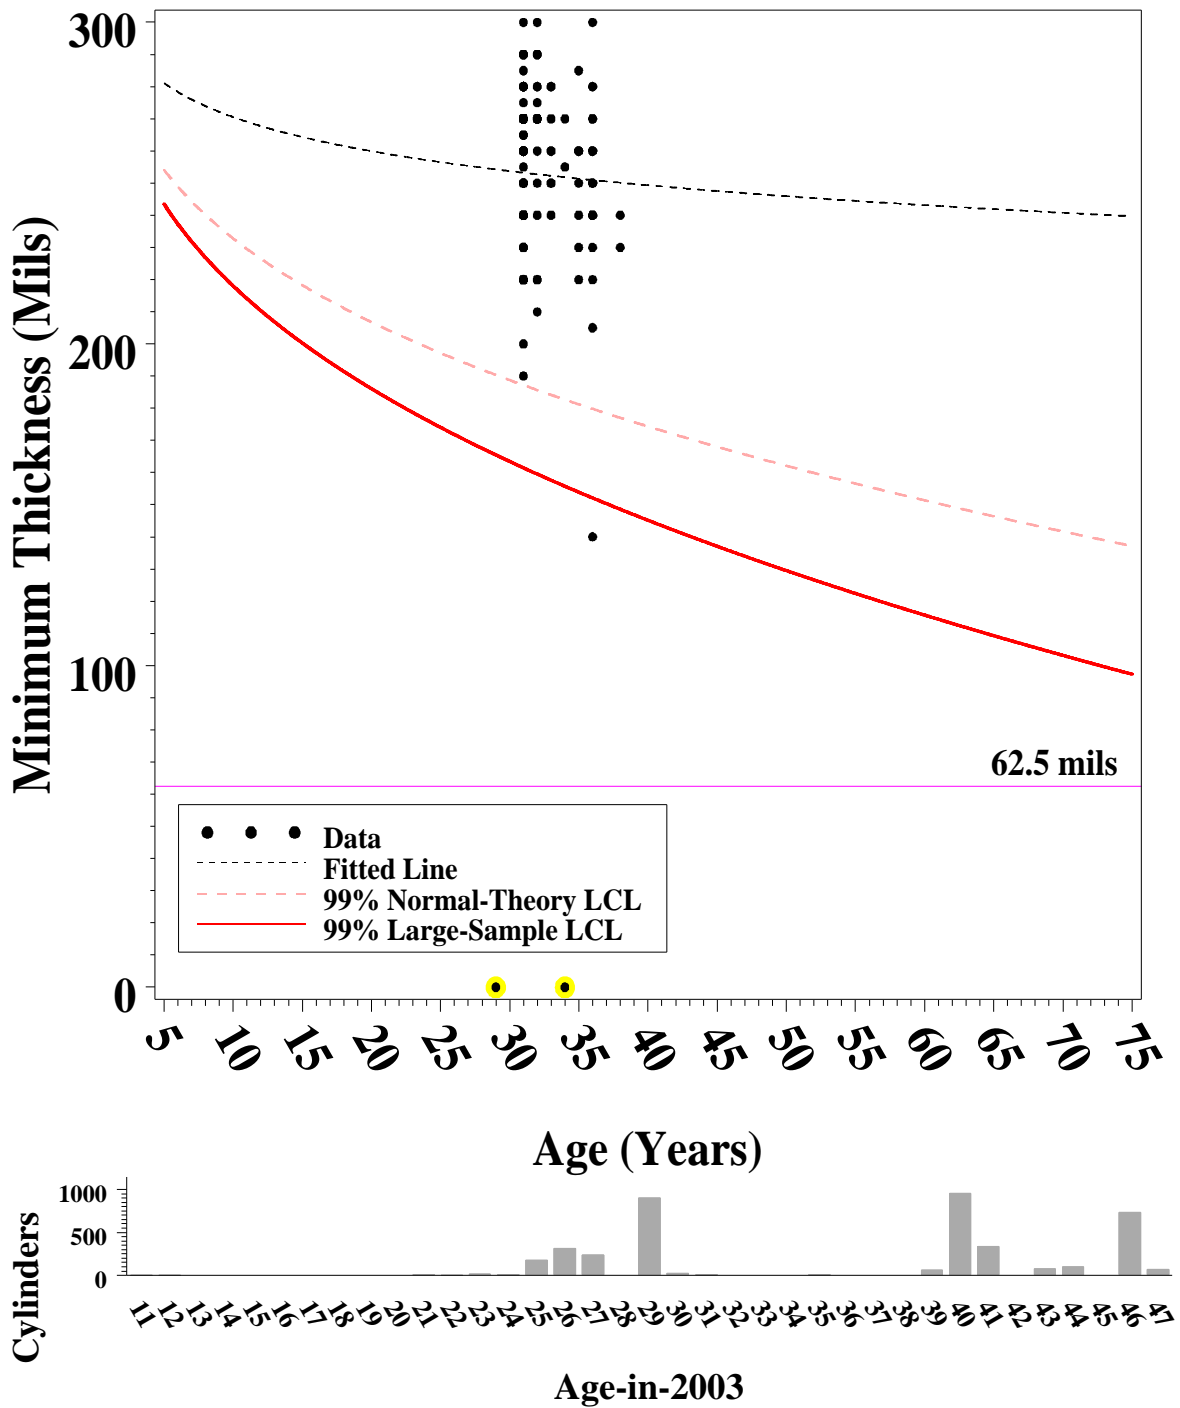 300
200
100
0
Minimum Thickness (Mils)
62.5 mils
Data
Fitted Line
99% Normal-Theory LCL
99% Large-Sample LCL
5 10 15 20 25 30 35 40 45 50 55 60 65 70 75
Age (Years)
1000
500
0
Cylinders
11 12 13 14 15 16 17 18 19 20 21 22 23 24 25 26 27 28 29 30 31 32 34 35 36 37 38 39 40 41 42 43 44 45 46 47
Age-in-2003